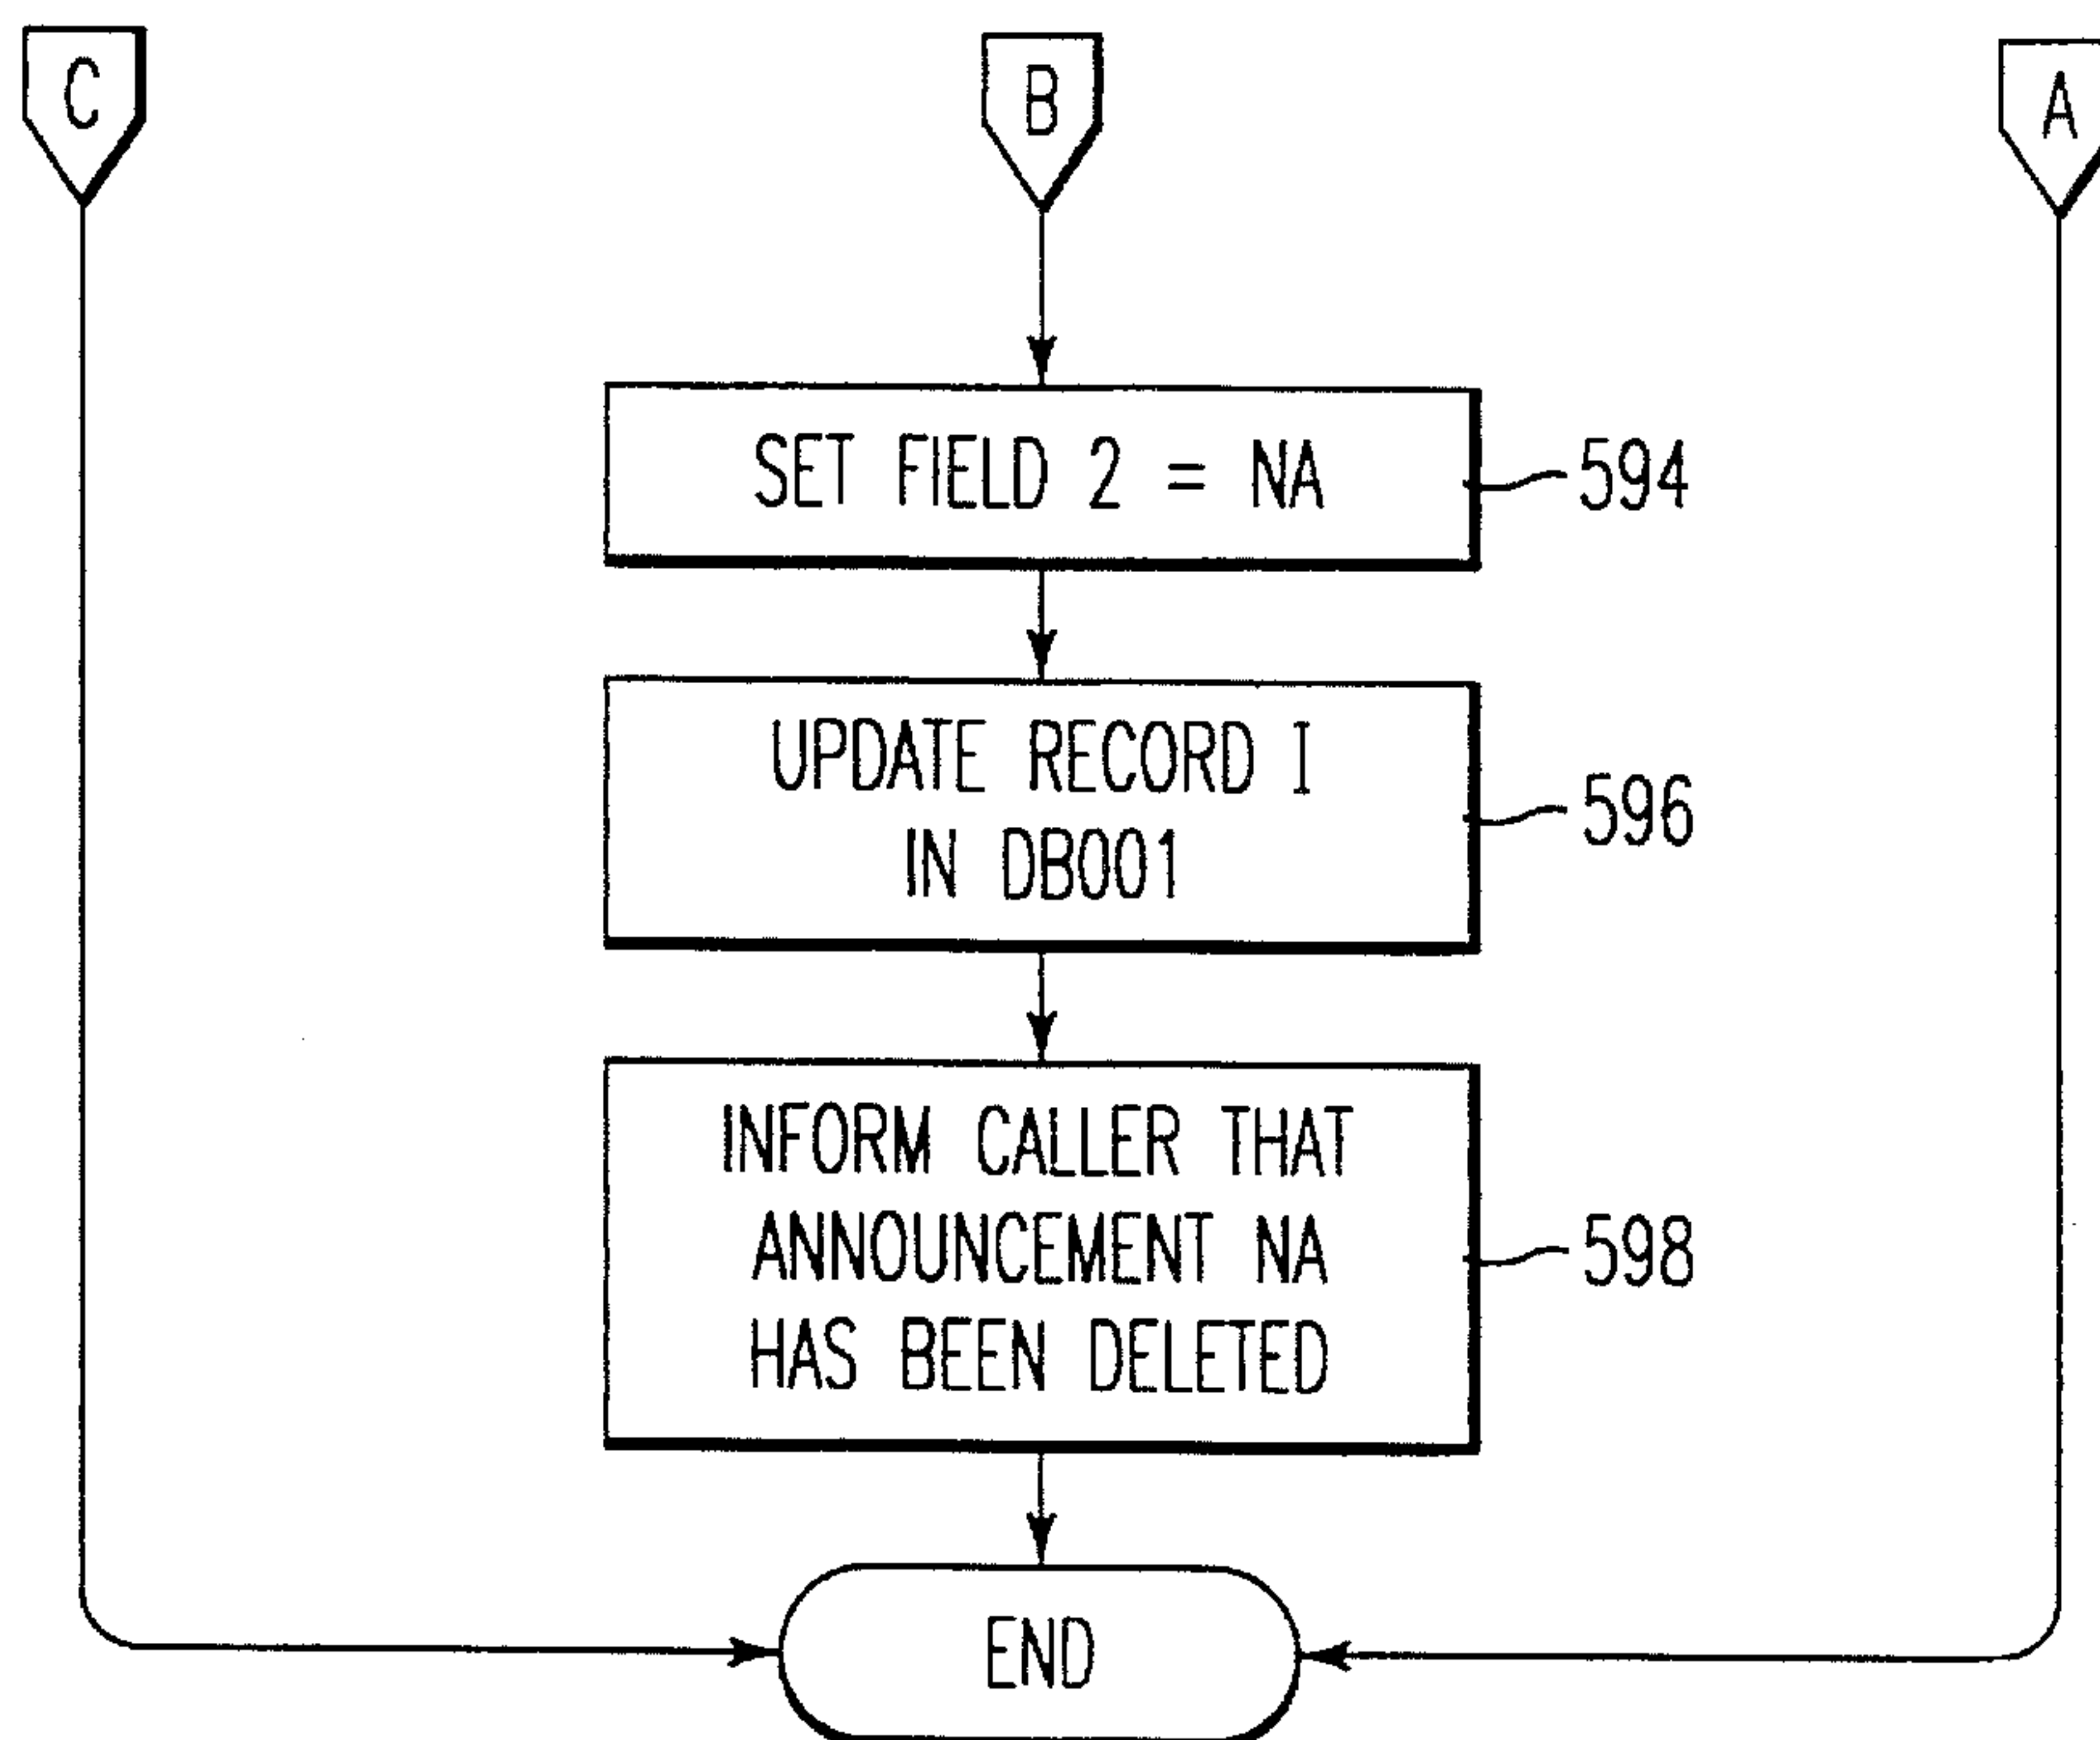 C
B
A
SET FIELD 2 = NA
594
UPDATE RECORD I
IN DB001
596
INFORM CALLER THAT
ANNOUNCEMENT NA
HAS BEEN DELETED
598
END